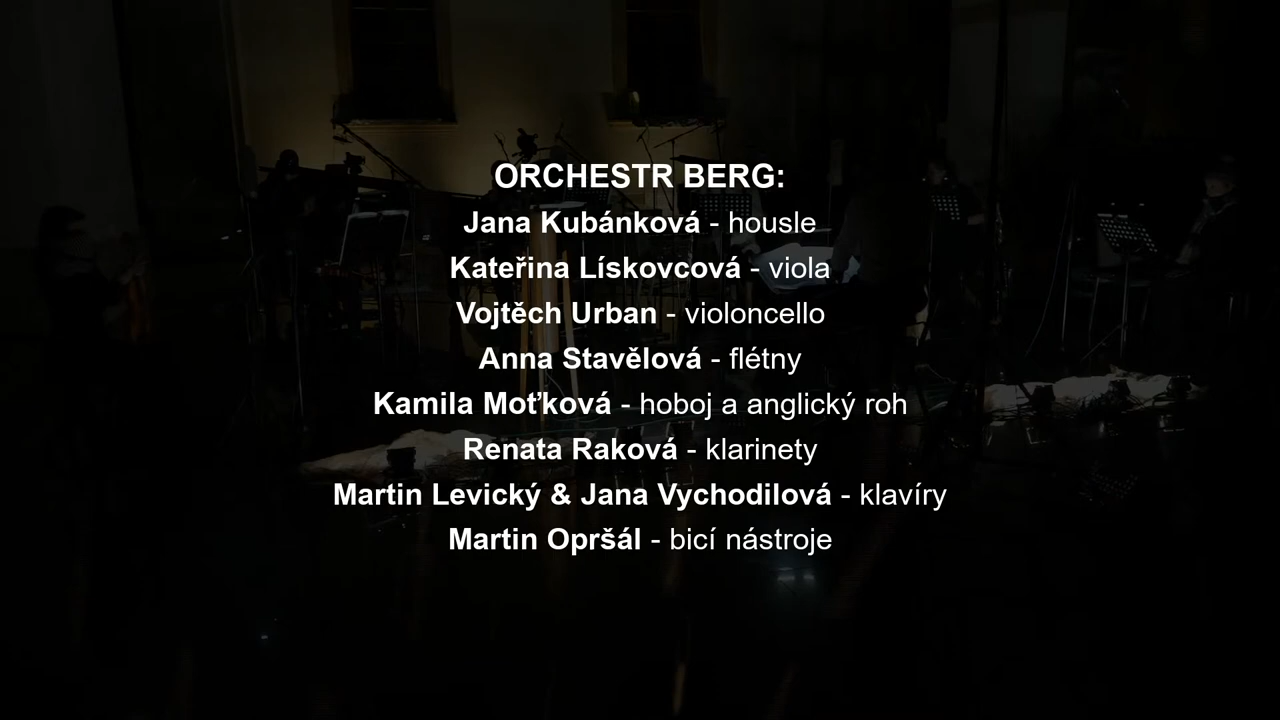 ORCHESTR BERG:
Jana Kubánková - housle
Kateřina Lískovcová - viola
Vojtěch Urban - violoncello
Anna Stavělová - flétny
Kamila Moťková - hoboj a anglický roh
Renata Raková - klarinety
Martin Levický & Jana Vychodilová - klavíry
Martin Opršál - bicí nástroje